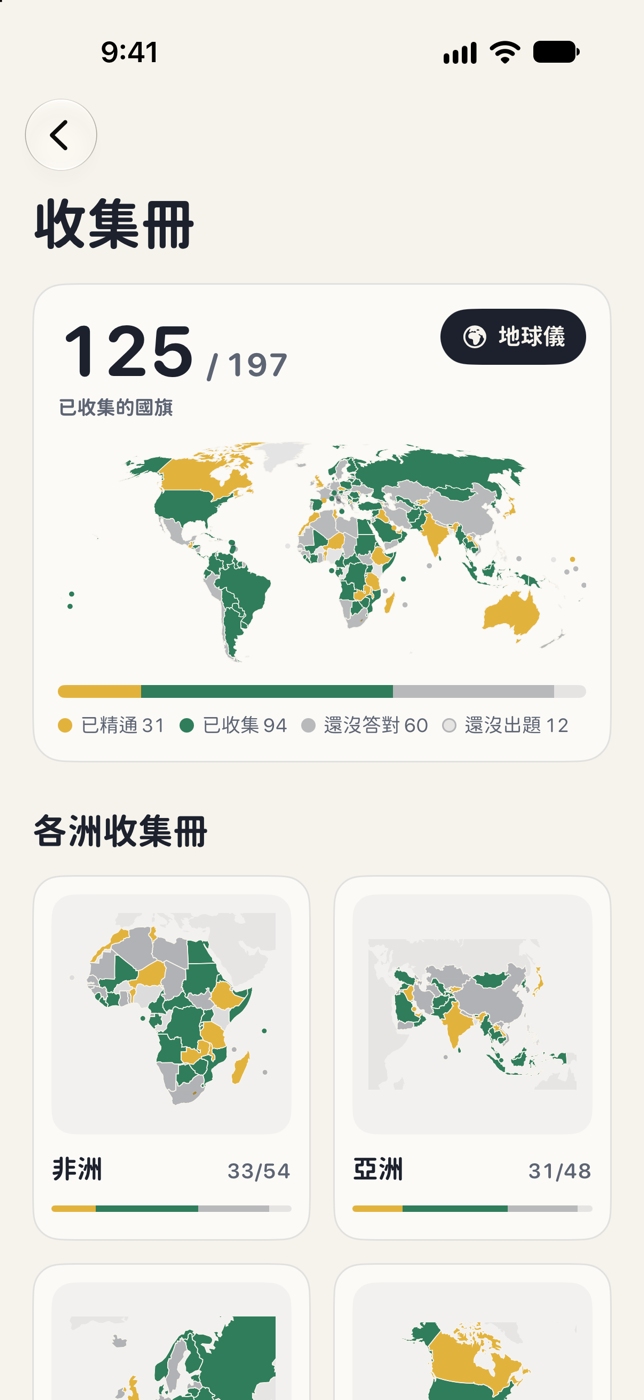 9:41
收集冊
125 / 197
地球儀
已收集的國旗
已精通 31 已收集 94 還沒答對 60 還沒出題 12
各洲收集冊
非洲 33/54
亞洲 31/48